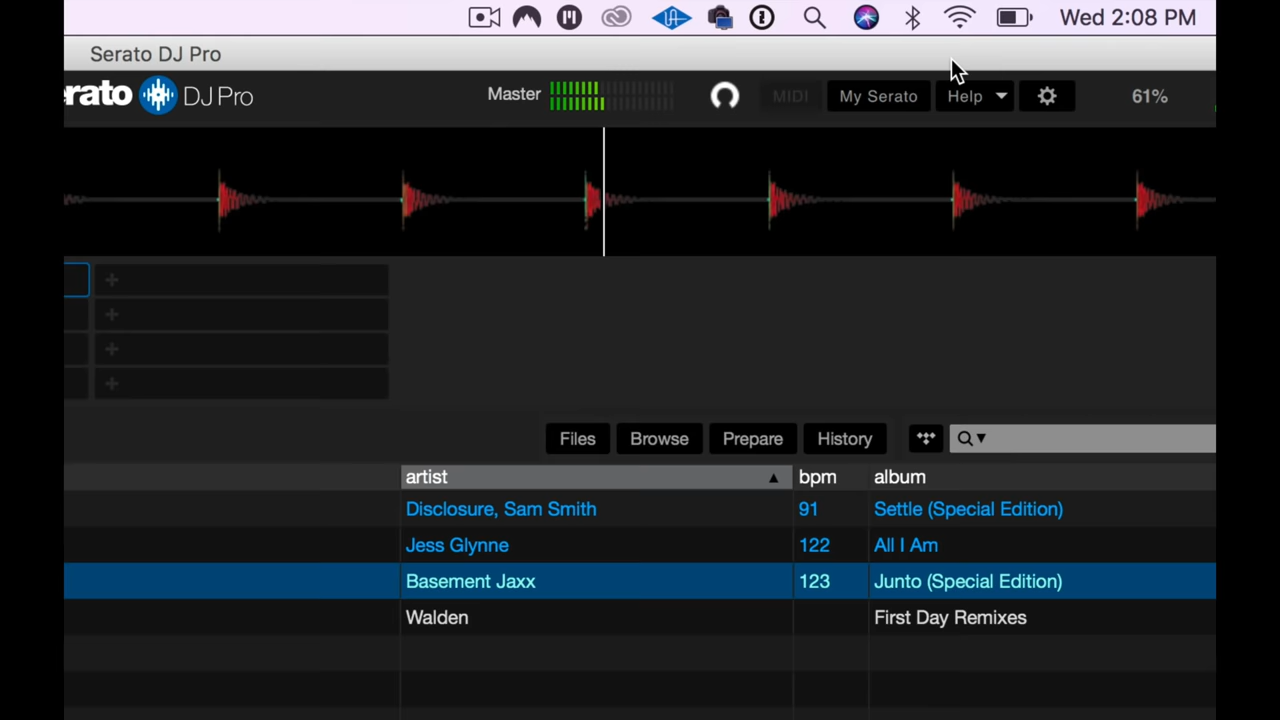 Wed 2:08 PM
Serato DJ Pro
erato DJ Pro
Master
MIDI
My Serato
Help
61%
Files
Browse
Prepare
History
artist
bpm
album
Disclosure, Sam Smith
91
Settle (Special Edition)
Jess Glynne
122
All I Am
Basement Jaxx
123
Junto (Special Edition)
Walden
First Day Remixes